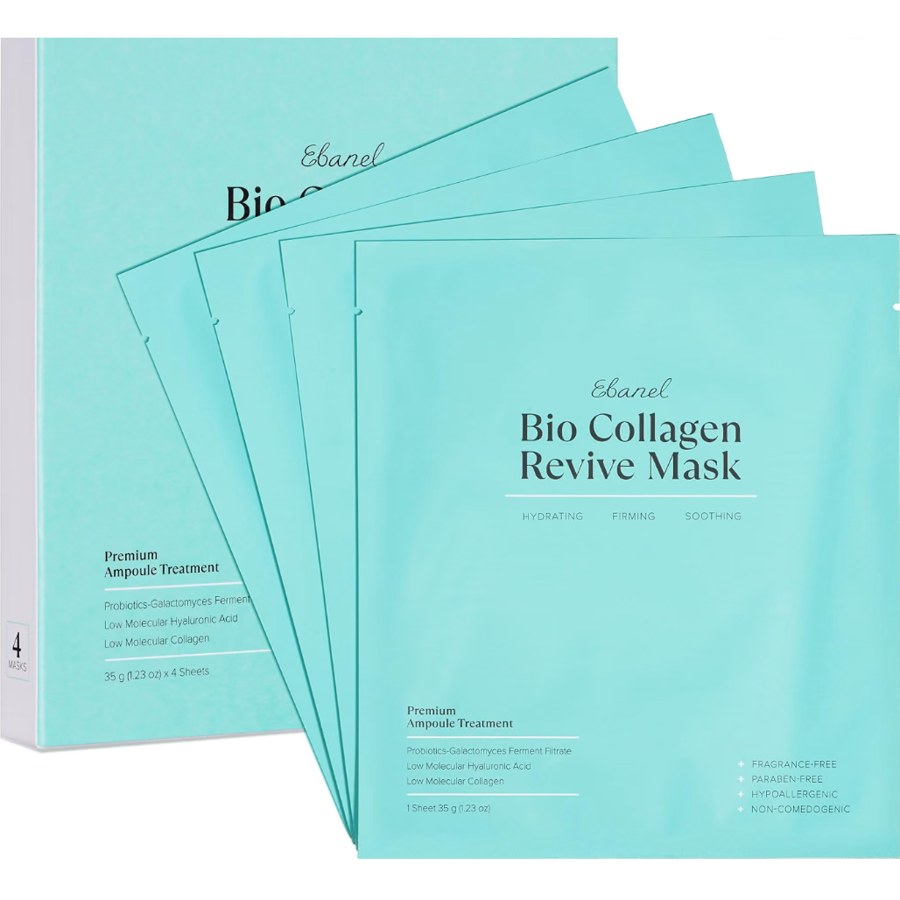 Ebanel
Bio
Premium
Ampoule Treatment
Probiotics-Galactomyces Ferment
Low Molecular Hyaluronic Acid
Low Molecular Collagen
35 g (1.23 oz) x 4 Sheets
4
MASKS
Ebanel
Bio Collagen
Revive Mask
HYDRATING FIRMING SOOTHING
Premium
Ampoule Treatment
Probiotics-Galactomyces Ferment Filtrate
Low Molecular Hyaluronic Acid
Low Molecular Collagen
1 Sheet 35 g (1.23 oz)
+ FRAGRANCE-FREE
+ PARABEN-FREE
+ HYPOALLERGENIC
+ NON-COMEDOGENIC